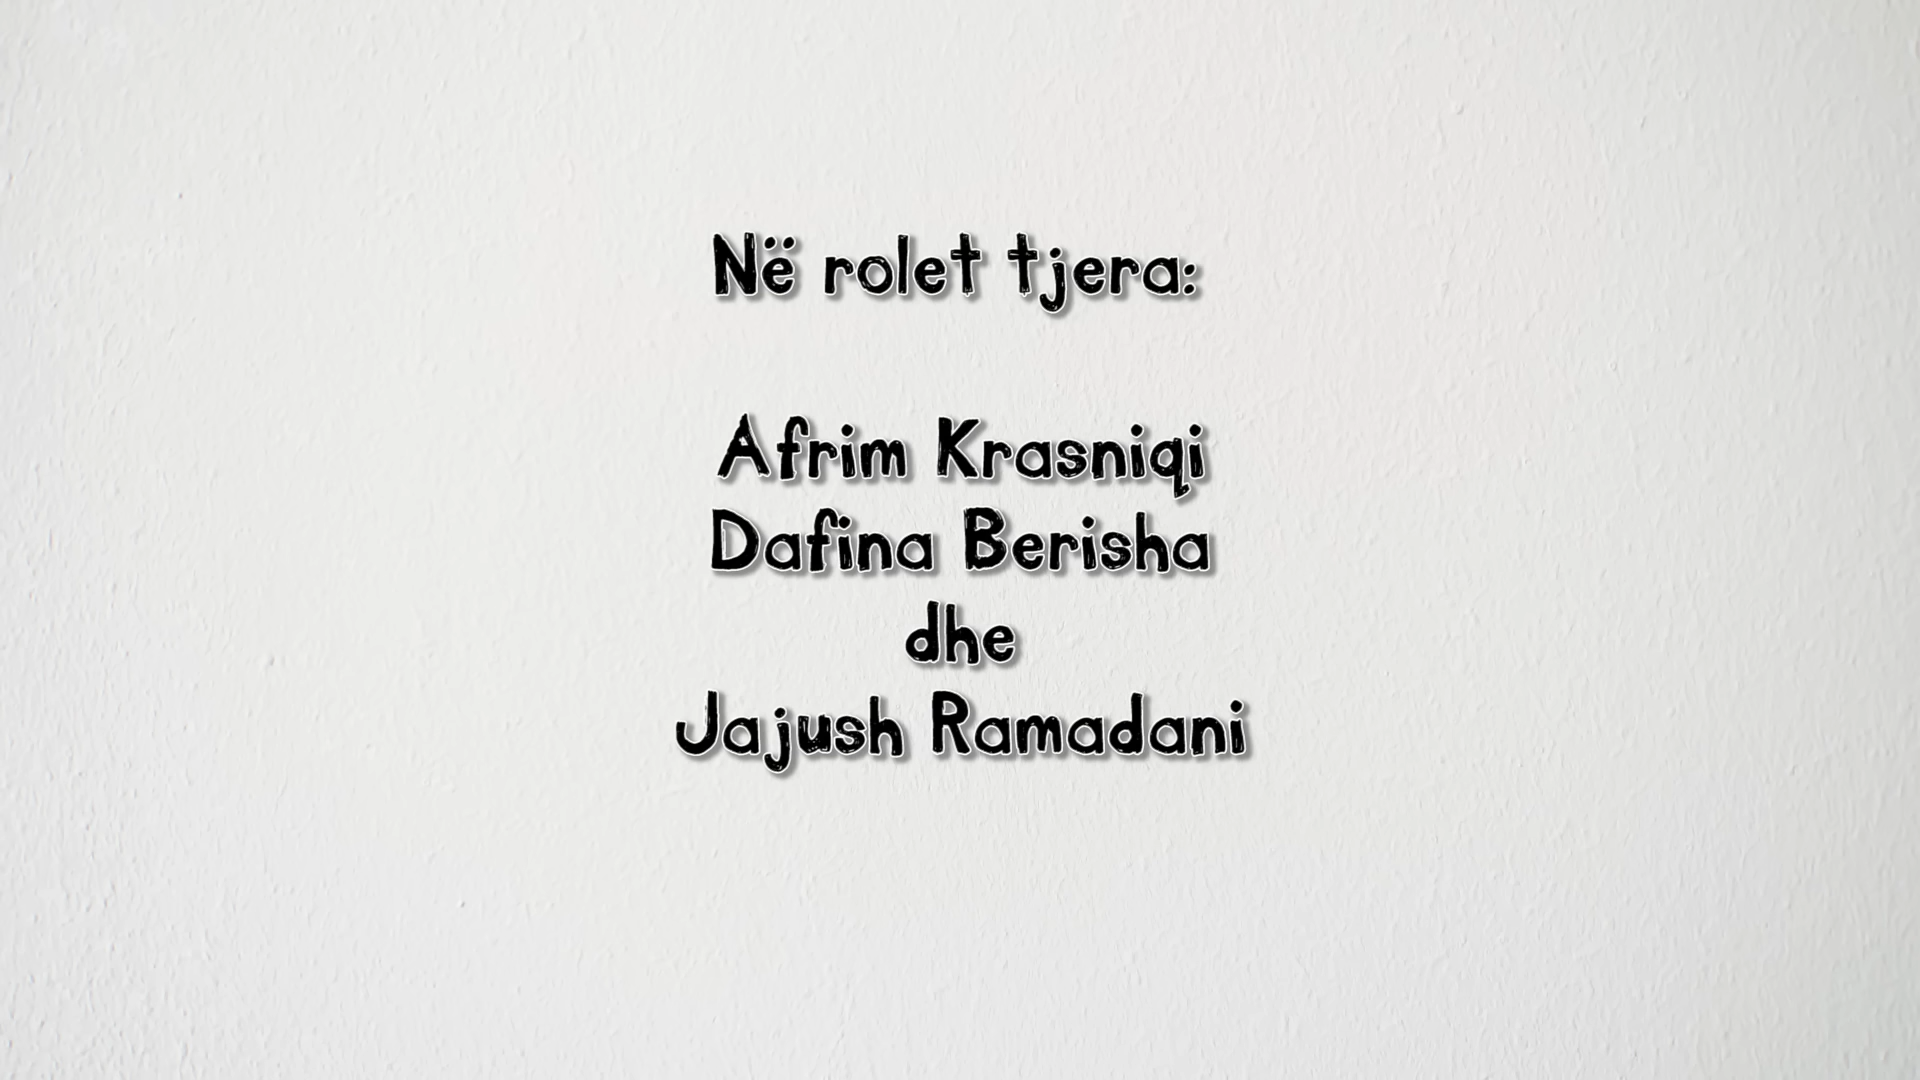 Në rolet tjera:
Afrim Krasniqi
Dafina Berisha
dhe
Jajush Ramadani